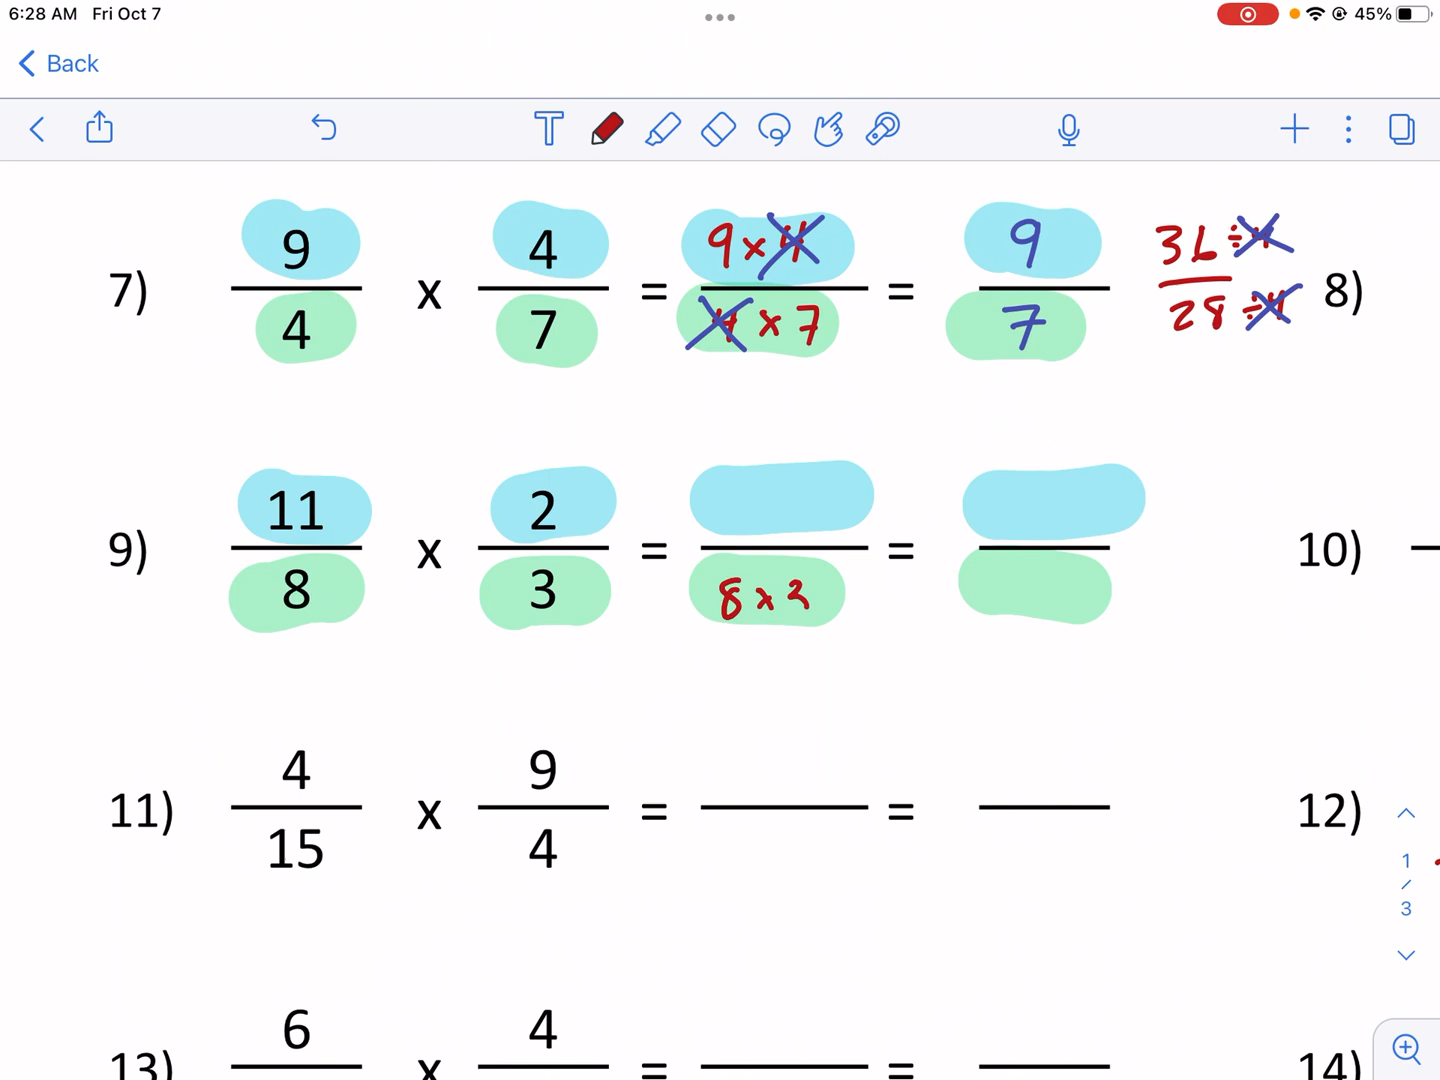 6:28 AM Fri Oct 7 45%
Back
7) 9/4 x 4/7 = 9 x 4/4 x 7 = 9/7 36 ÷ 4/28 ÷ 4 8)
9) 11/8 x 2/3 = /8 x 3 = 10)
11) 4/15 x 9/4 = = 12)
1
/
3
13) 6 x 4 = = 14)